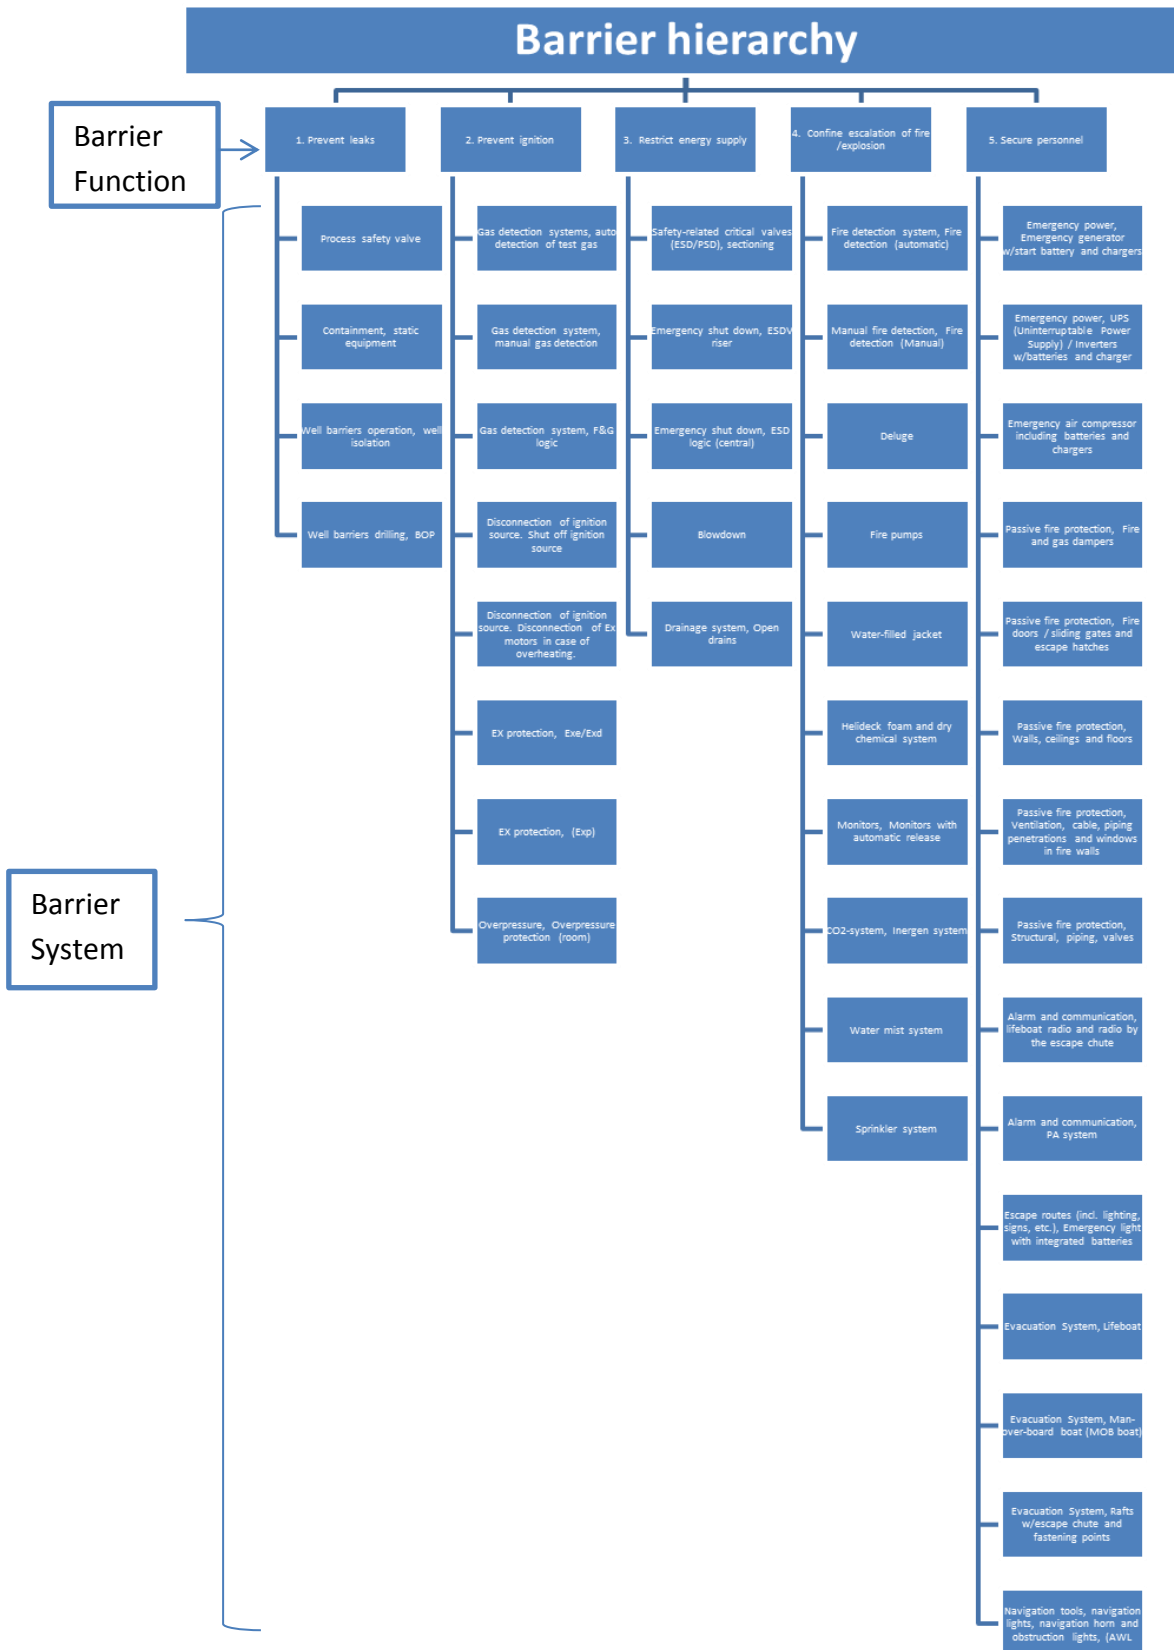 Barrier hierarchy
Barrier
Function
1. Prevent leaks
2. Prevent ignition
3. Restrict energy supply
4. Confine escalation of fire
/explosion
5. Secure personnel
Barrier
System
Process safety valve
Containment, static
equipment
Well barriers operation, well
isolation
Well barriers drilling, BOP
Gas detection systems, auto
detection of test gas
Gas detection system,
manual gas detection
Gas detection system, F&G
logic
Disconnection of ignition
source. Shut off ignition
source
Disconnection of ignition
source. Disconnection of Ex
motors in case of
overheating.
EX protection, Exe/Exd
EX protection, (Exp)
Overpressure, Overpressure
protection (room)
Safety-related critical valves
(ESD/PSD), sectioning
Emergency shut down, ESDV
riser
Emergency shut down, ESD
logic (central)
Blowdown
Drainage system, Open
drains
Fire detection system, Fire
detection (automatic)
Manual fire detection, Fire
detection (Manual)
Deluge
Fire pumps
Water-filled jacket
Helideck foam and dry
chemical system
Monitors, Monitors with
automatic release
CO2-system, Inergen system
Water mist system
Sprinkler system
Emergency power,
Emergency generator
w/start battery and chargers
Emergency power, UPS
(Uninterruptable Power
Supply) / Inverters
w/batteries and charger
Emergency air compressor
including batteries and
chargers
Passive fire protection, Fire
and gas dampers
Passive fire protection, Fire
doors / sliding gates and
escape hatches
Passive fire protection,
Walls, ceilings and floors
Passive fire protection,
Ventilation, cable, piping
penetrations and windows
in fire walls
Passive fire protection,
Structural, piping, valves
Alarm and communication,
lifeboat radio and radio by
the escape chute
Alarm and communication,
PA system
Escape routes (incl. lighting,
signs, etc.), Emergency light
with integrated batteries
Evacuation System, Lifeboat
Evacuation System, Man-
over-board boat (MOB boat)
Evacuation System, Rafts
w/escape chute and
fastening points
Navigation tools, navigation
lights, navigation horn and
obstruction lights, (AWL